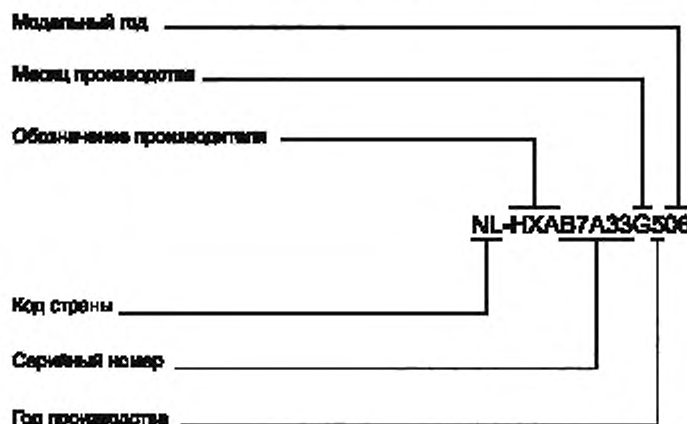 Модельный год
Месяц производства
Обозначение производителя
NL-HXAB7A33G506
Код страны
Серийный номер
Год производства